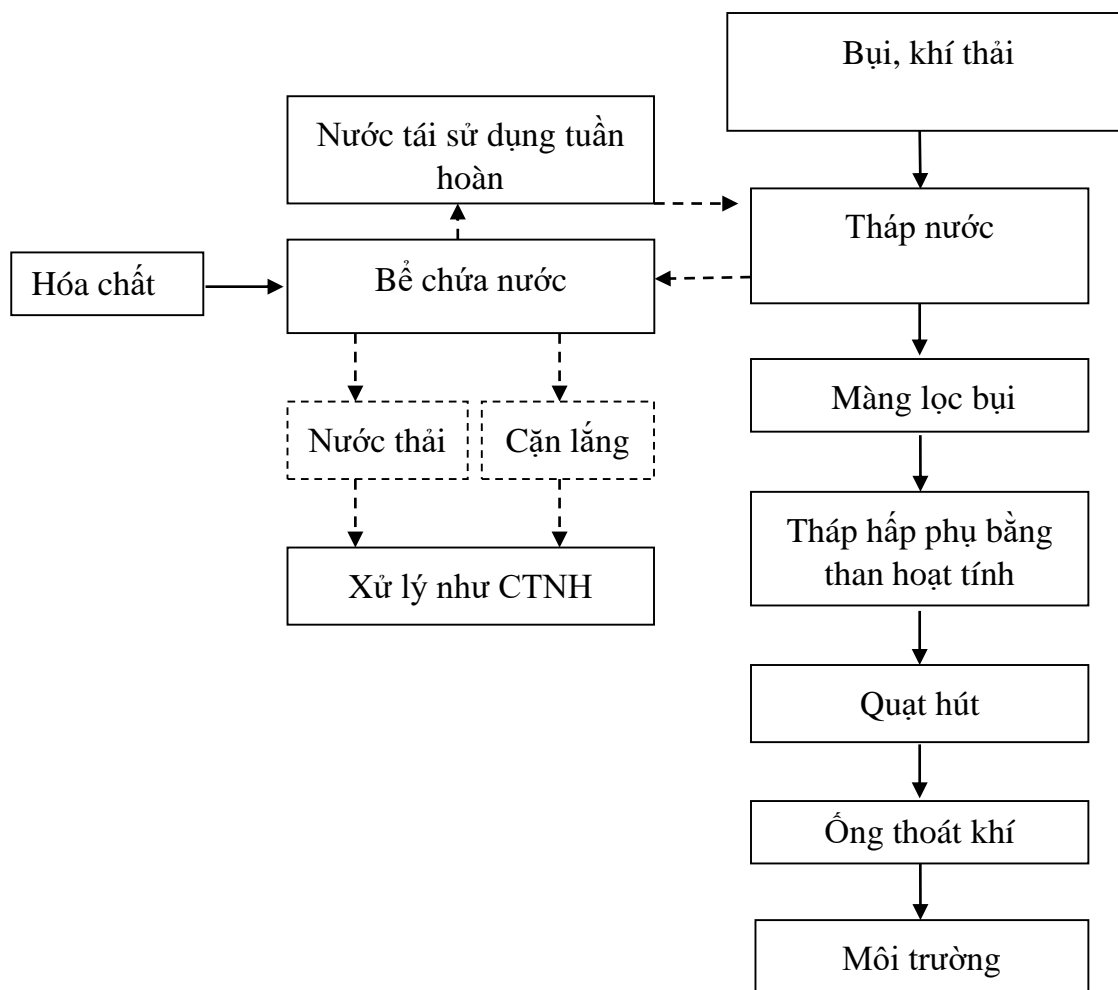 Bụi, khí thải
Nước tái sử dụng tuần
hoàn
Tháp nước
Hóa chất
Bể chứa nước
Màng lọc bụi
Nước thải
Cặn lắng
Tháp hấp phụ bằng
than hoạt tính
Xử lý như CTNH
Quạt hút
Ống thoát khí
Môi trường